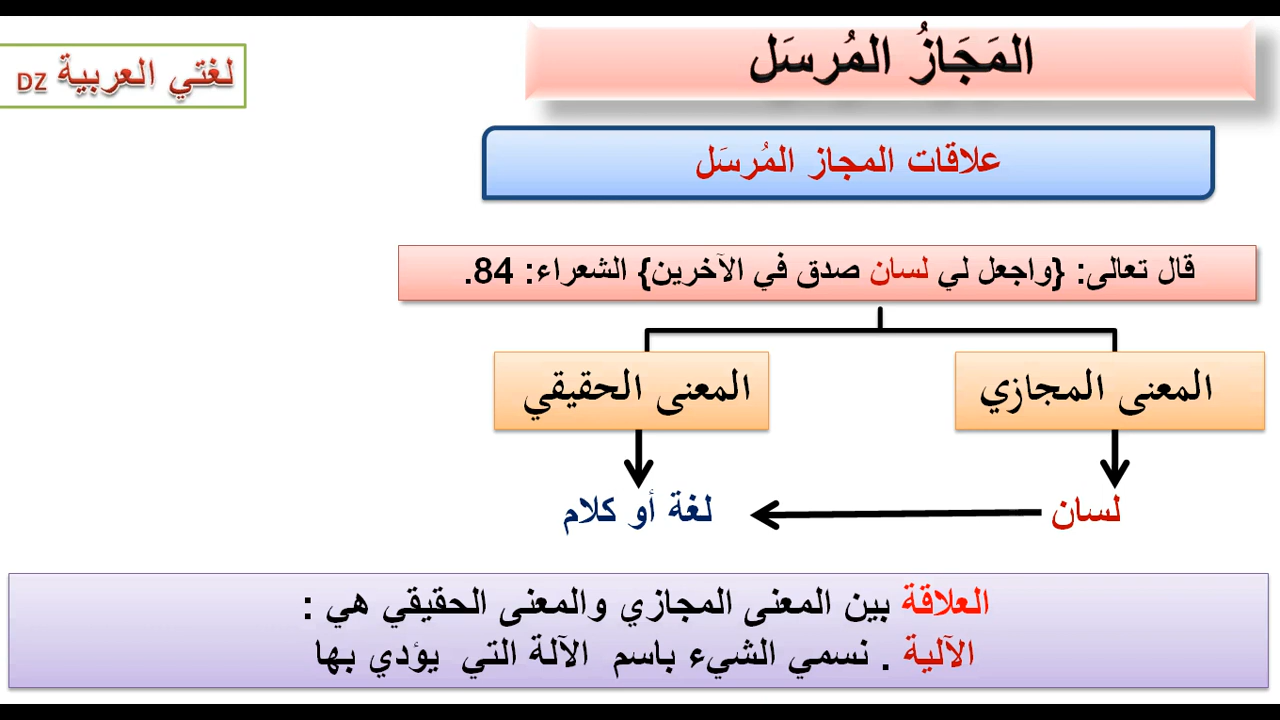 المَجَازُ المُرسَل
لغتي العربية DZ
علاقات المجاز المُرسَل
قال تعالى: {واجعل لي لسان صدق في الآخرين} الشعراء: 84.
المعنى المجازي
المعنى الحقيقي
لسان
لغة أو كلام
العلاقة بين المعنى المجازي والمعنى الحقيقي هي :
الآلية . نسمي الشيء باسم الآلة التي يؤدي بها